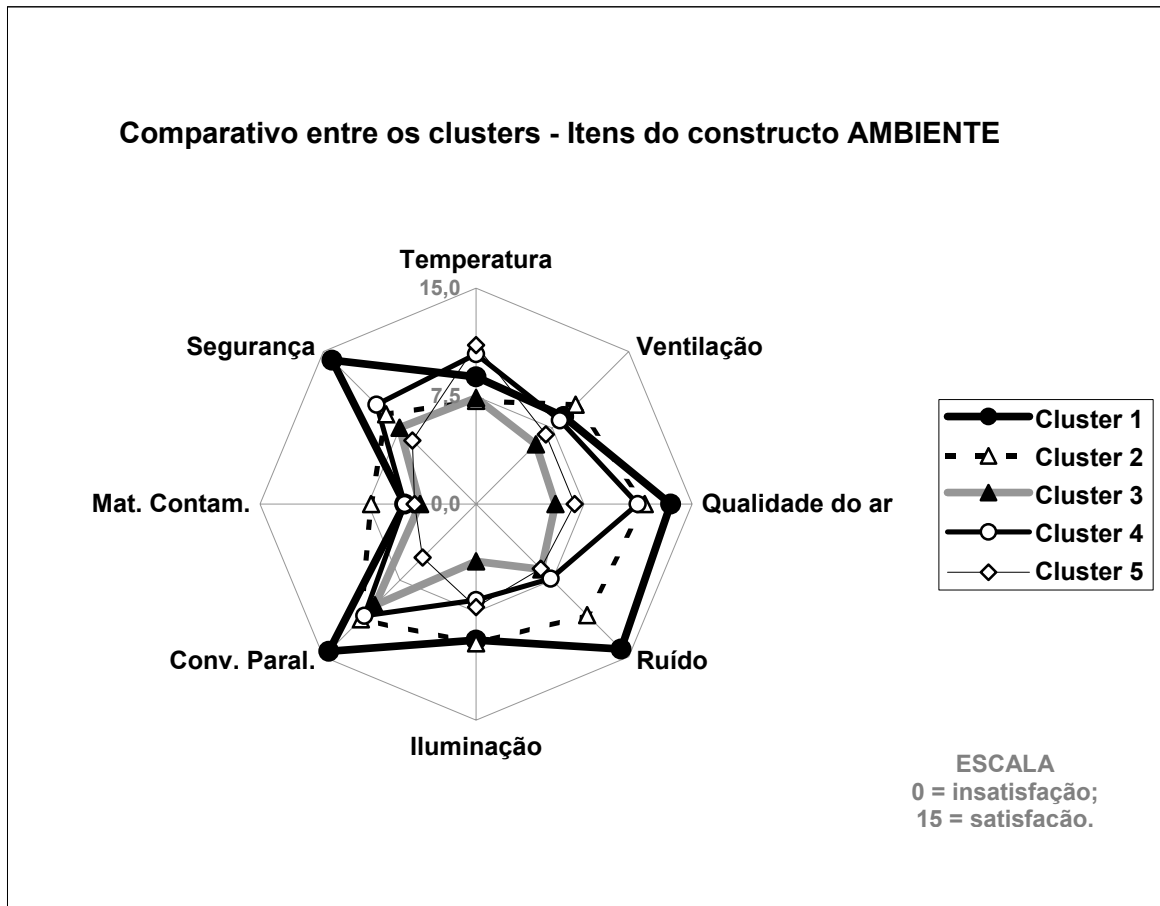 Comparativo entre os clusters - Itens do constructo AMBIENTE
Temperatura
15,0
Segurança
Ventilação
7,5
Mat. Contam.
0,0
Qualidade do ar
Conv. Paral.
Ruído
Iluminação
Cluster 1
Cluster 2
Cluster 3
Cluster 4
Cluster 5
ESCALA
0 = insatisfação;
15 = satisfacão.